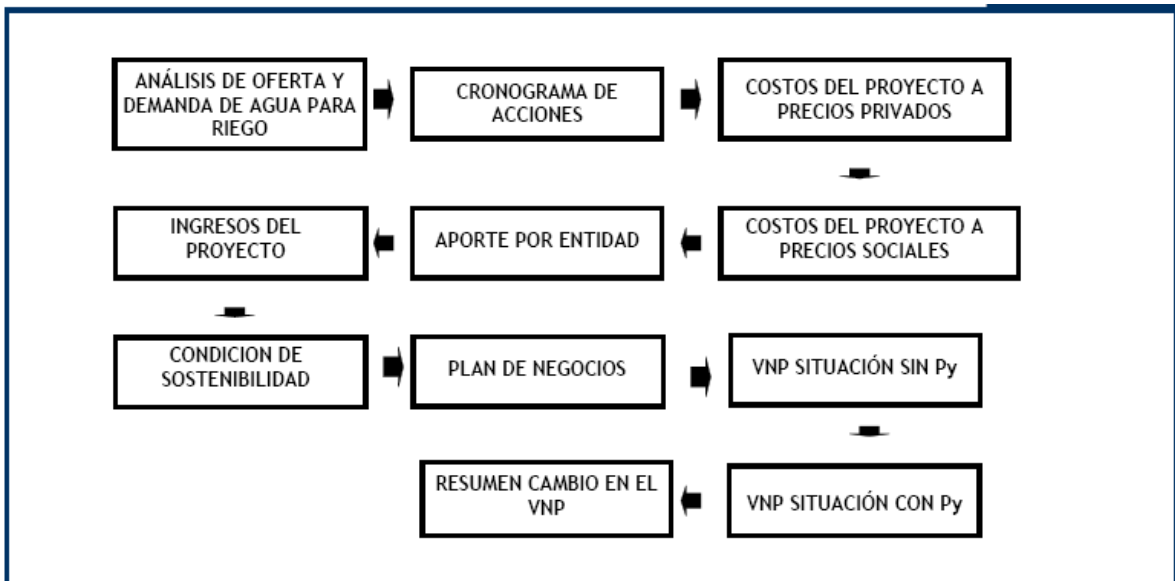 ANÁLISIS DE OFERTA Y
DEMANDA DE AGUA PARA
RIEGO
CRONOGRAMA DE
ACCIONES
COSTOS DEL PROYECTO A
PRECIOS PRIVADOS
INGRESOS DEL
PROYECTO
APORTE POR ENTIDAD
COSTOS DEL PROYECTO A
PRECIOS SOCIALES
CONDICION DE
SOSTENIBILIDAD
PLAN DE NEGOCIOS
VNP SITUACIÓN SIN Py
RESUMEN CAMBIO EN EL
VNP
VNP SITUACIÓN CON Py